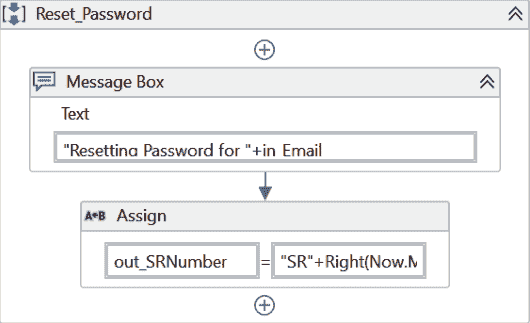 Reset_Password
Message Box
Text
"Resetting Password for "+in_Email
A+B Assign
out_SRNumber = "SR"+Right(Now.M